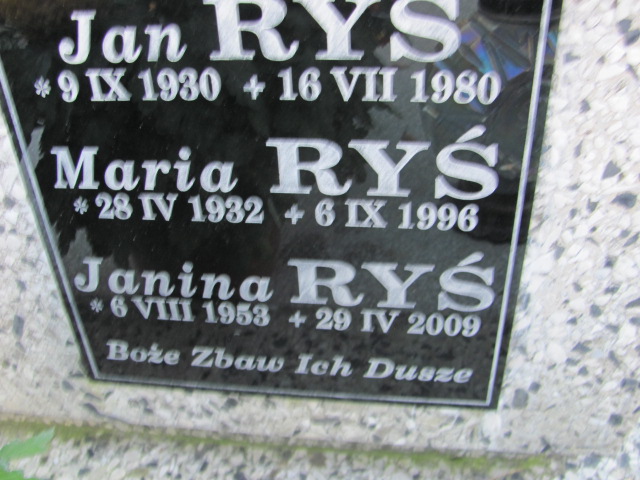 Jan RYŚ
* 9 IX 1930 + 16 VII 1980
Maria RYŚ
* 28 IV 1932 + 6 IX 1996
Janina RYŚ
* 6 VIII 1953 + 29 IV 2009
Boże Zbaw Ich Dusze